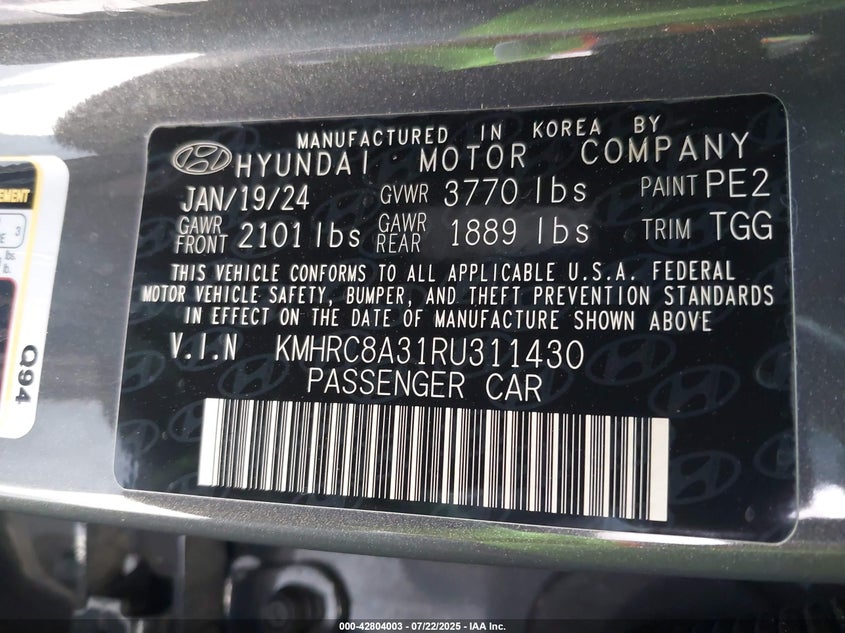 MANUFACTURED IN KOREA BY
HYUNDAI MOTOR COMPANY
JAN/19/24 GVWR 3770 lbs PAINT PE2
GAWR FRONT 2101 lbs GAWR REAR 1889 lbs TRIM TGG
THIS VEHICLE CONFORMS TO ALL APPLICABLE U.S.A. FEDERAL
MOTOR VEHICLE SAFETY, BUMPER, AND THEFT PREVENTION STANDARDS
IN EFFECT ON THE DATE OF MANUFACTURE SHOWN ABOVE
V.I.N KMHRC8A31RU311430
PASSENGER CAR
3
lbs.
lb.
Q94
000-42804003 - 07/22/2025 - IAA Inc.